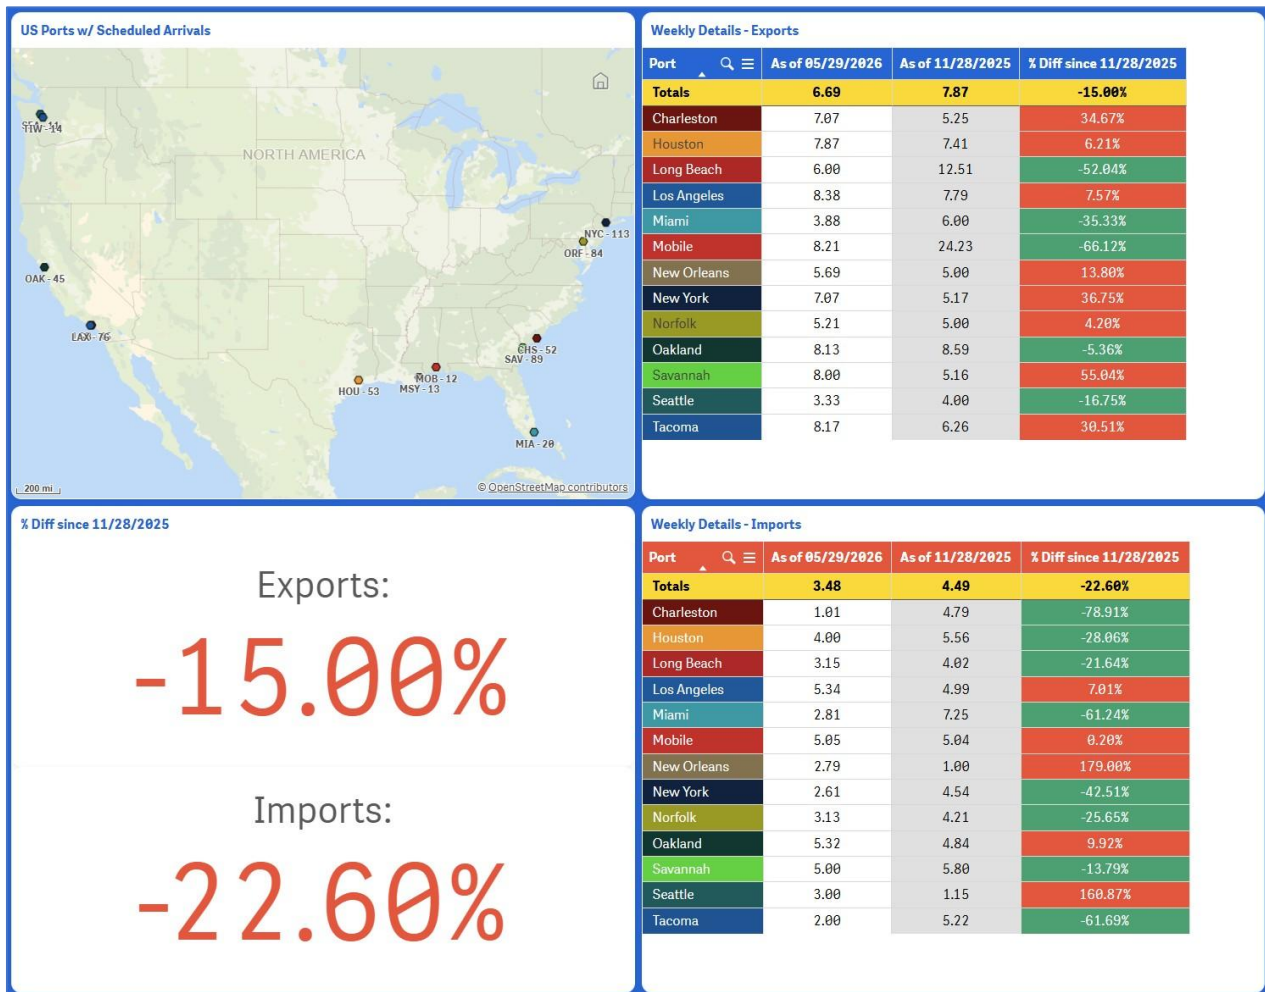 US Ports w/ Scheduled Arrivals
NORTH AMERICA
TIW - 14
OAK - 45
NYC - 113
ORF - 84
CHS - 52
SAV - 89
MOB - 12
HOU - 53
MSY - 13
MIA - 20
200 mi
© OpenStreetMap contributors
Weekly Details - Exports
Port As of 05/29/2026 As of 11/28/2025 % Diff since 11/28/2025
Totals 6.69 7.87 -15.00%
Charleston 7.07 5.25 34.67%
Houston 7.87 7.41 6.21%
Long Beach 6.00 12.51 -52.04%
Los Angeles 8.38 7.79 7.57%
Miami 3.88 6.00 -35.33%
Mobile 8.21 24.23 -66.12%
New Orleans 5.69 5.00 13.80%
New York 7.07 5.17 36.75%
Norfolk 5.21 5.00 4.20%
Oakland 8.13 8.59 -5.36%
Savannah 8.00 5.16 55.04%
Seattle 3.33 4.00 -16.75%
Tacoma 8.17 6.26 30.51%
% Diff since 11/28/2025
Exports:
-15.00%
Imports:
-22.60%
Weekly Details - Imports
Port As of 05/29/2026 As of 11/28/2025 % Diff since 11/28/2025
Totals 3.48 4.49 -22.60%
Charleston 1.01 4.79 -78.91%
Houston 4.00 5.56 -28.06%
Long Beach 3.15 4.02 -21.64%
Los Angeles 5.34 4.99 7.01%
Miami 2.81 7.25 -61.24%
Mobile 5.05 5.04 0.20%
New Orleans 2.79 1.00 179.00%
New York 2.61 4.54 -42.51%
Norfolk 3.13 4.21 -25.65%
Oakland 5.32 4.84 9.92%
Savannah 5.00 5.80 -13.79%
Seattle 3.00 1.15 160.87%
Tacoma 2.00 5.22 -61.69%